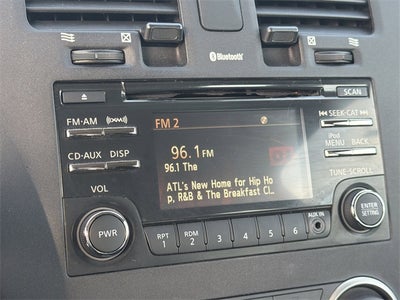 Bluetooth
SCAN
FM·AM
((XM))
SEEK·CAT
FM 2
iPod
MENU
BACK
96.1 FM
96.1 The
CD·AUX
DISP
ATL's New Home for Hip Ho
p, R&B & The Breakfast Cl…
TUNE·SCROLL
VOL
PWR
ENTER
SETTING
AUX IN
RPT
1
RDM
2
3
4
5
6